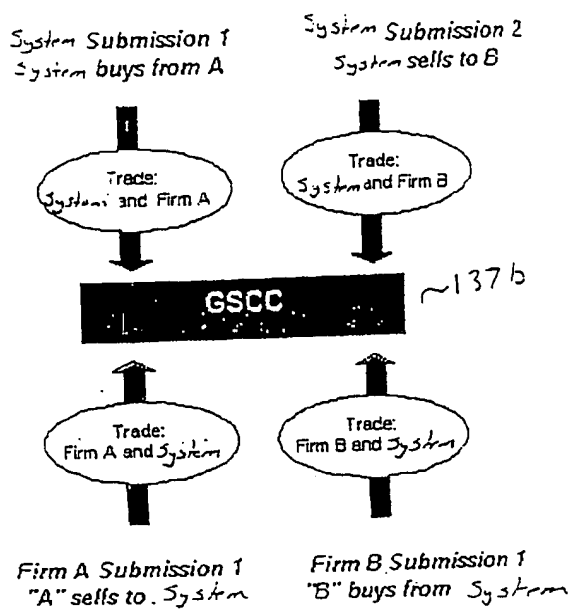 System Submission 1
System buys from A
System Submission 2
System sells to B
Trade:
System and Firm A
Trade:
System and Firm B
GSCC
~137b
Trade:
Firm A and System
Trade:
Firm B and System
Firm A Submission 1
"A" sells to System
Firm B Submission 1
"B" buys from System